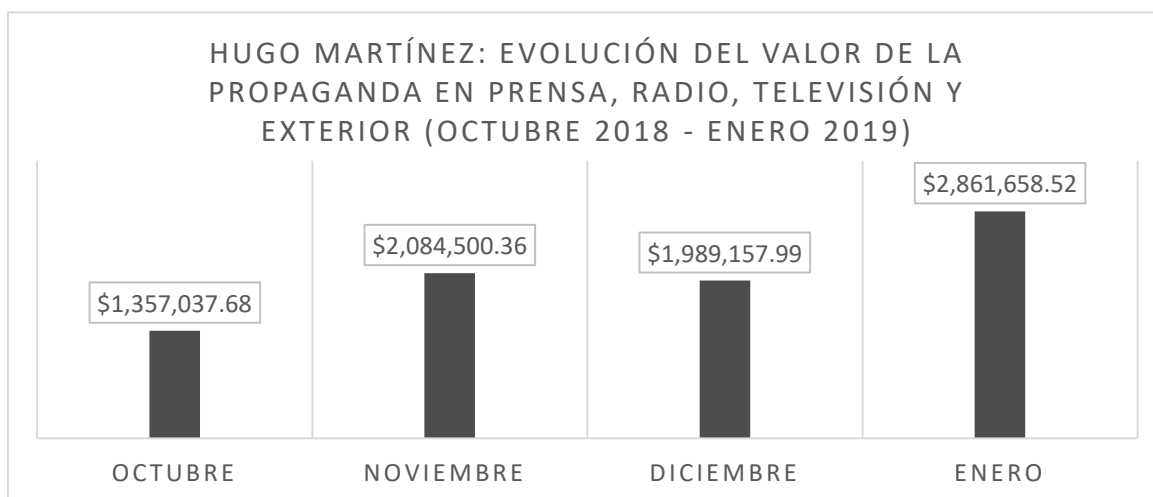 HUGO MARTÍNEZ: EVOLUCIÓN DEL VALOR DE LA
PROPAGANDA EN PRENSA, RADIO, TELEVISIÓN Y
EXTERIOR (OCTUBRE 2018 - ENERO 2019)
$1,357,037.68
$2,084,500.36
$1,989,157.99
$2,861,658.52
OCTUBRE
NOVIEMBRE
DICIEMBRE
ENERO